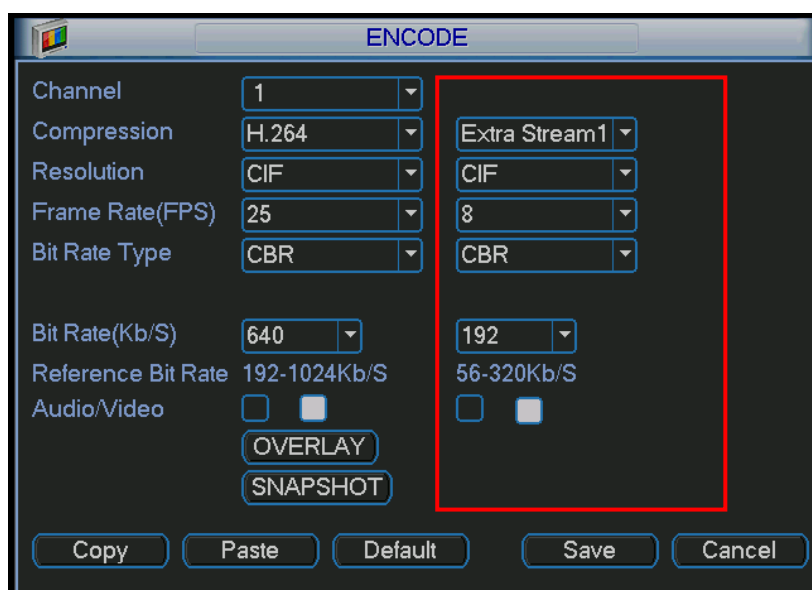 ENCODE
Channel 1
Compression H.264 Extra Stream1
Resolution CIF CIF
Frame Rate(FPS) 25 8
Bit Rate Type CBR CBR
Bit Rate(Kb/S) 640 192
Reference Bit Rate 192-1024Kb/S 56-320Kb/S
Audio/Video
OVERLAY
SNAPSHOT
Copy Paste Default Save Cancel